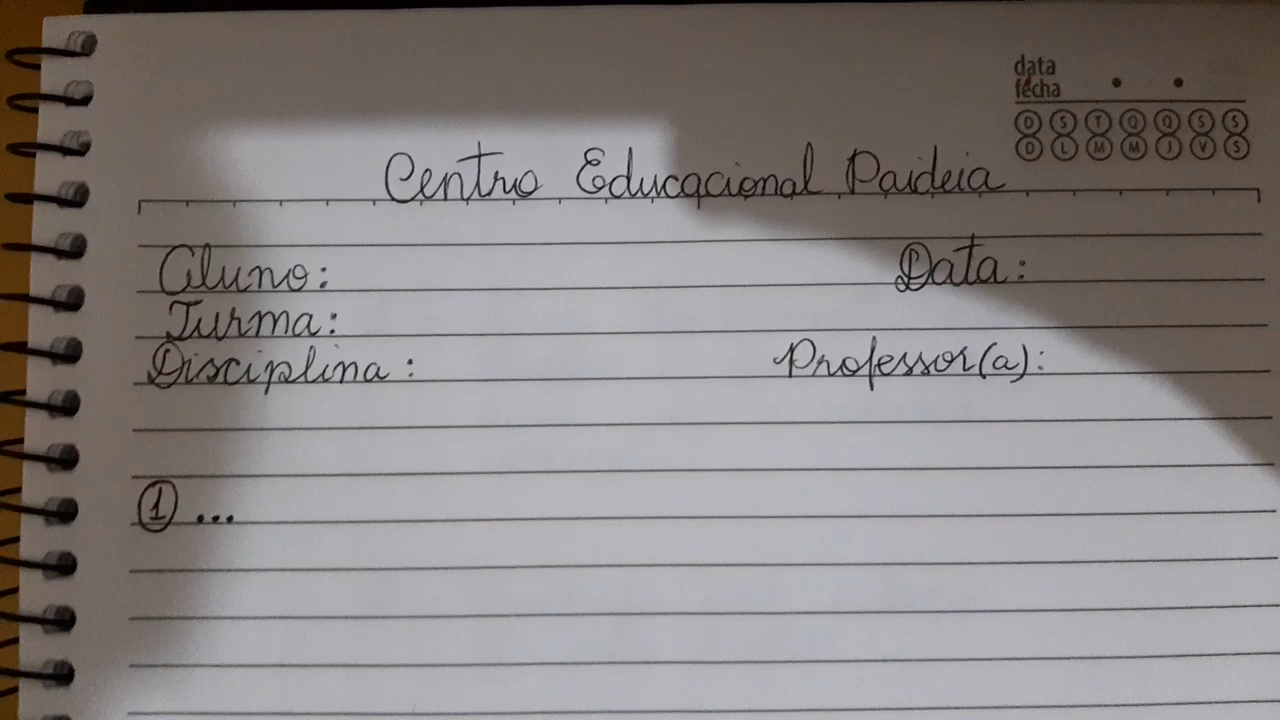 data
fecha
D S T Q Q S S
D L M M J V S
Centro Educacional Paideia
Aluno: Data:
Turma:
Disciplina: Professor(a):
1 ...